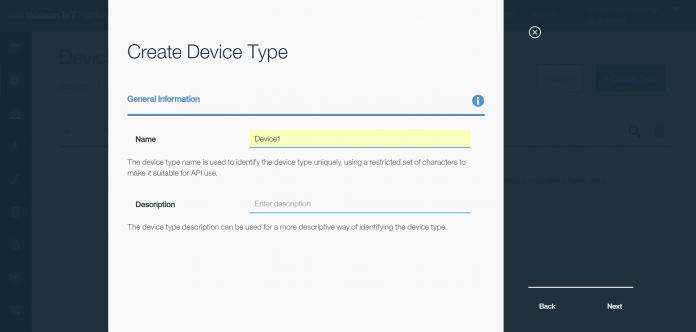 Create Device Type
General Information
Name
Device1
The device type name is used to identify the device type uniquely, using a restricted set of characters to
make it suitable for API use.
Description
Enter description
The device type description can be used for a more descriptive way of identifying the device type.
Back
Next